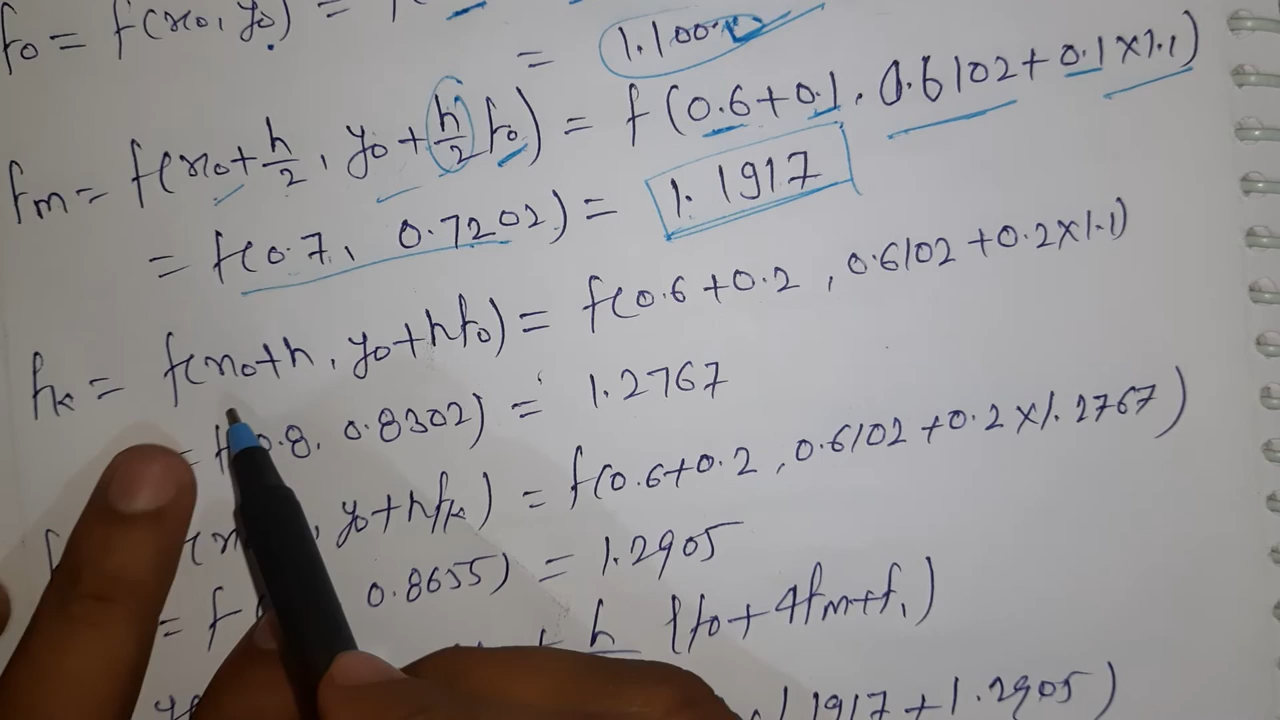 f₀ = f(x₀, y₀) =
= 1.100
fm = f(x₀+h/2, y₀+h/2 f₀) = f(0.6+0.1, 0.6102+0.1×1.1)
= f(0.7, 0.7202) = 1.1917
fk = f(x₀+h, y₀+hf₀) = f(0.6+0.2, 0.6102+0.2×1.1)
= f(0.8, 0.8302) = 1.2767
, y₀+hfk) = f(0.6+0.2, 0.6102+0.2×1.2767)
= f( 0.8655) = 1.2905
+ h (f₀+4fm+f₁)
1917+1.2905)